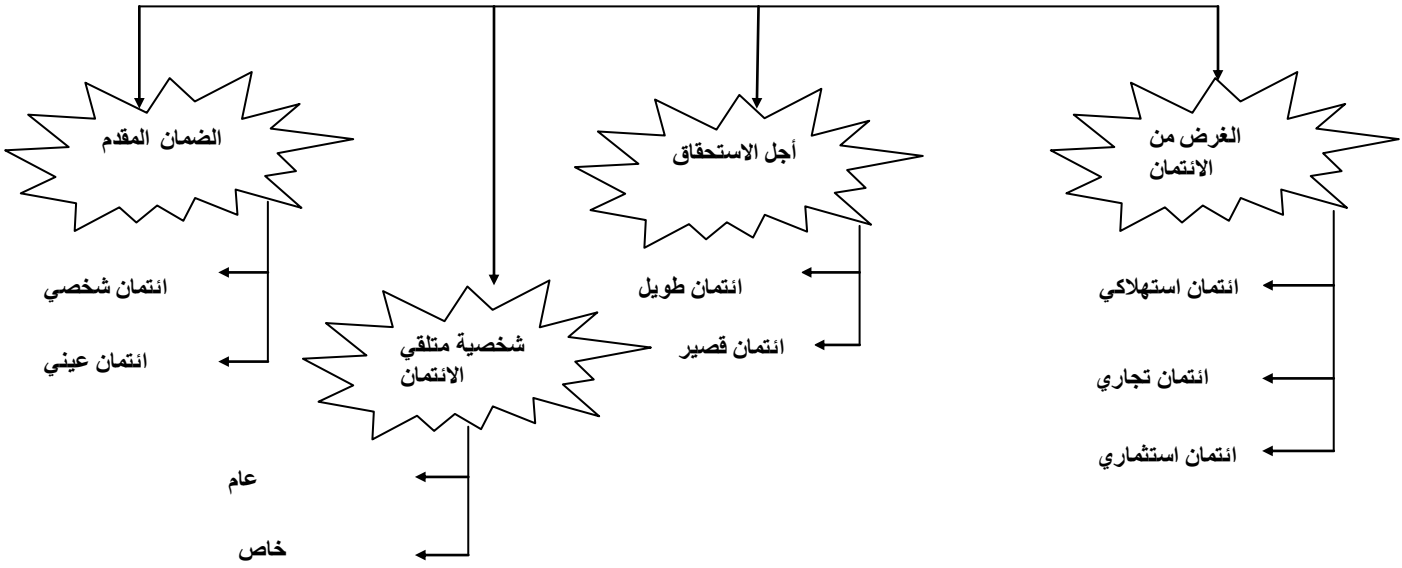 الغرض من
الائتمان
ائتمان استهلاكي
ائتمان تجاري
ائتمان استثماري
أجل الاستحقاق
ائتمان طويل
ائتمان قصير
شخصية متلقي
الائتمان
عام
خاص
الضمان المقدم
ائتمان شخصي
ائتمان عيني